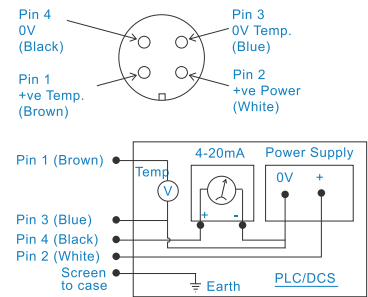 Pin 4
0V
(Black)
Pin 3
0V Temp.
(Blue)
Pin 1
+ve Temp.
(Brown)
Pin 2
+ve Power
(White)
Pin 1 (Brown)
Temp
V
4-20mA
+ -
Power Supply
0V +
Pin 3 (Blue)
Pin 4 (Black)
Pin 2 (White)
Screen
to case
Earth
PLC/DCS